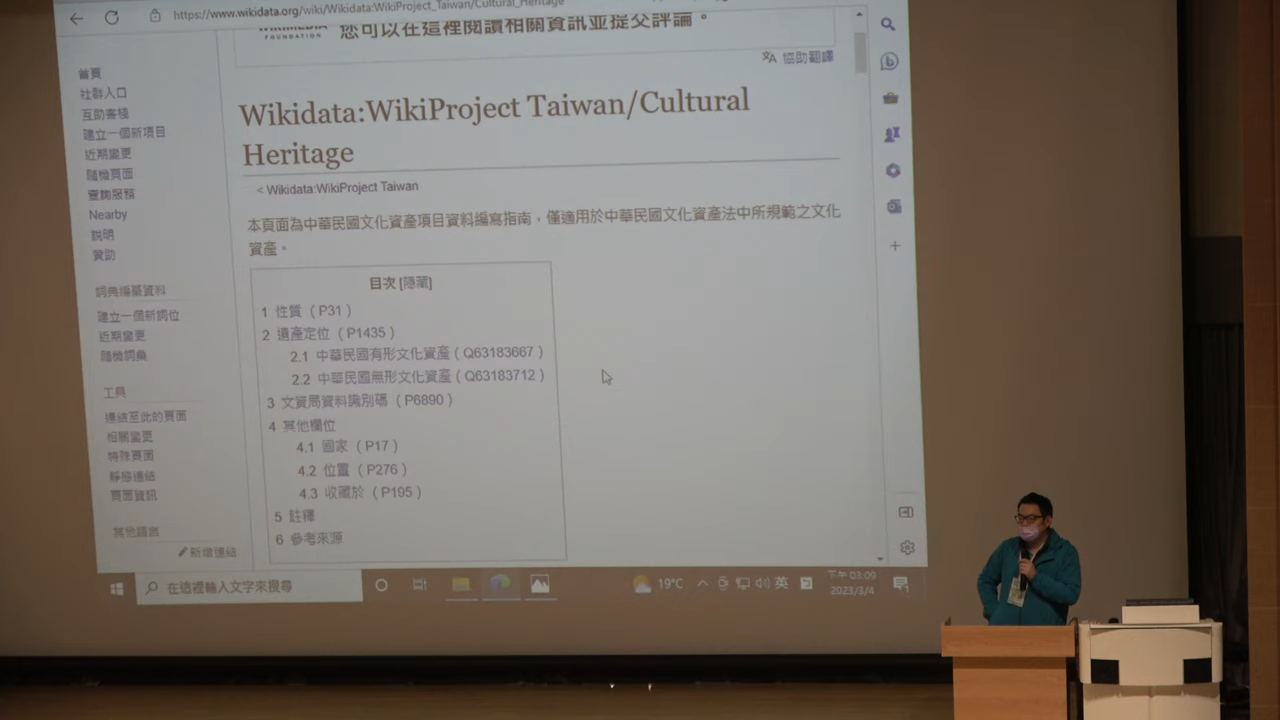 https://www.wikidata.org/wiki/Wikidata:WikiProject_Taiwan/Cultural_Heritage
WIKIMEDIA
FOUNDATION
您可以在這裡閱讀相關資訊並提交評論。
協助翻譯
首頁
社群入口
互助客棧
建立一個新項目
近期變更
隨機頁面
查詢服務
Nearby
說明
贊助
詞典編纂資料
建立一個新詞位
近期變更
隨機詞彙
工具
連結至此的頁面
相關變更
特殊頁面
靜態連結
頁面資訊
其他語言
新增連結
Wikidata:WikiProject Taiwan/Cultural
Heritage
< Wikidata:WikiProject Taiwan
本頁面為中華民國文化資產項目資料編寫指南，僅適用於中華民國文化資產法中所規範之文化
資產。
目次 [隱藏]
1 性質（P31）
2 遺產定位（P1435）
2.1 中華民國有形文化資產（Q63183667）
2.2 中華民國無形文化資產（Q63183712）
3 文資局資料識別碼（P6890）
4 其他欄位
4.1 國家（P17）
4.2 位置（P276）
4.3 收藏於（P195）
5 註釋
6 參考來源
在這裡輸入文字來搜尋
19°C
英
下午 03:09
2023/3/4